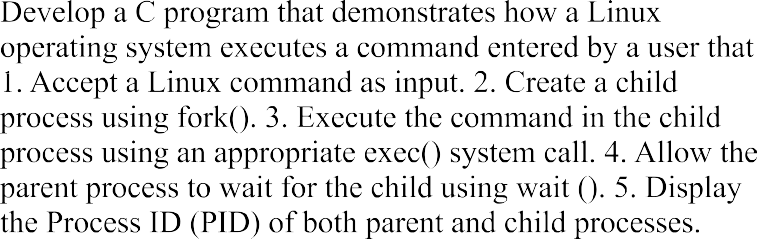 Develop a C program that demonstrates how a Linux
operating system executes a command entered by a user that
1. Accept a Linux command as input. 2. Create a child
process using fork(). 3. Execute the command in the child
process using an appropriate exec() system call. 4. Allow the
parent process to wait for the child using wait (). 5. Display
the Process ID (PID) of both parent and child processes.